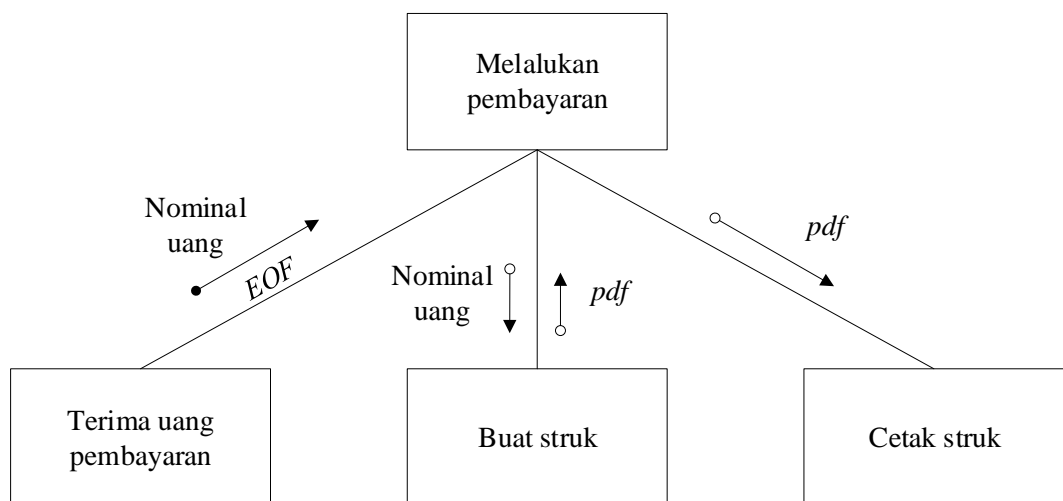 Melalukan
pembayaran
Nominal
uang
EOF
Nominal
uang
pdf
pdf
Terima uang
pembayaran
Buat struk
Cetak struk